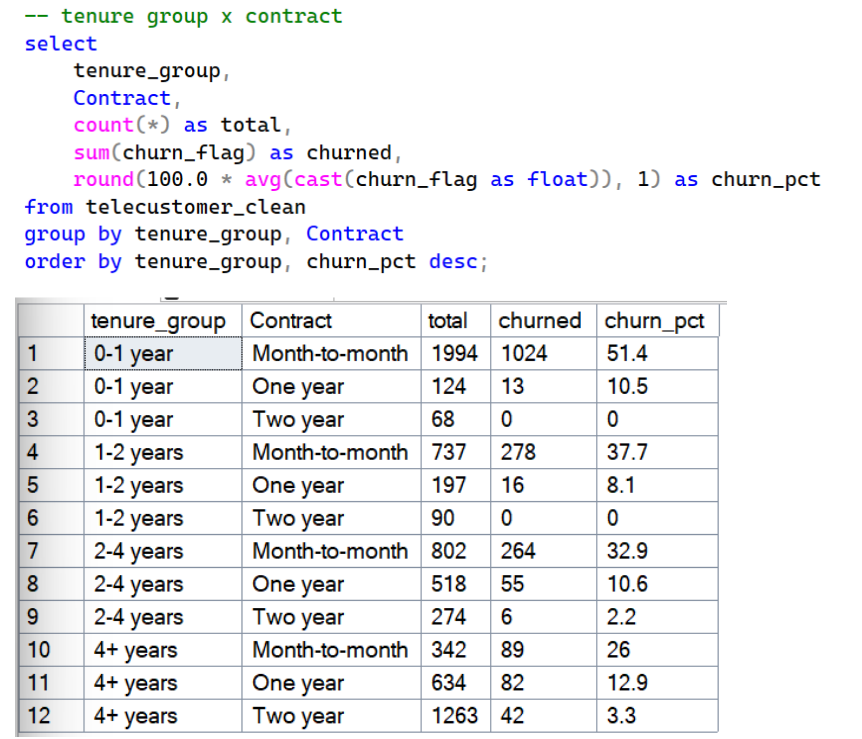 -- tenure group x contract
select
    tenure_group,
    Contract,
    count(*) as total,
    sum(churn_flag) as churned,
    round(100.0 * avg(cast(churn_flag as float)), 1) as churn_pct
from telecustomer_clean
group by tenure_group, Contract
order by tenure_group, churn_pct desc;
tenure_group Contract total churned churn_pct
1 0-1 year Month-to-month 1994 1024 51.4
2 0-1 year One year 124 13 10.5
3 0-1 year Two year 68 0 0
4 1-2 years Month-to-month 737 278 37.7
5 1-2 years One year 197 16 8.1
6 1-2 years Two year 90 0 0
7 2-4 years Month-to-month 802 264 32.9
8 2-4 years One year 518 55 10.6
9 2-4 years Two year 274 6 2.2
10 4+ years Month-to-month 342 89 26
11 4+ years One year 634 82 12.9
12 4+ years Two year 1263 42 3.3